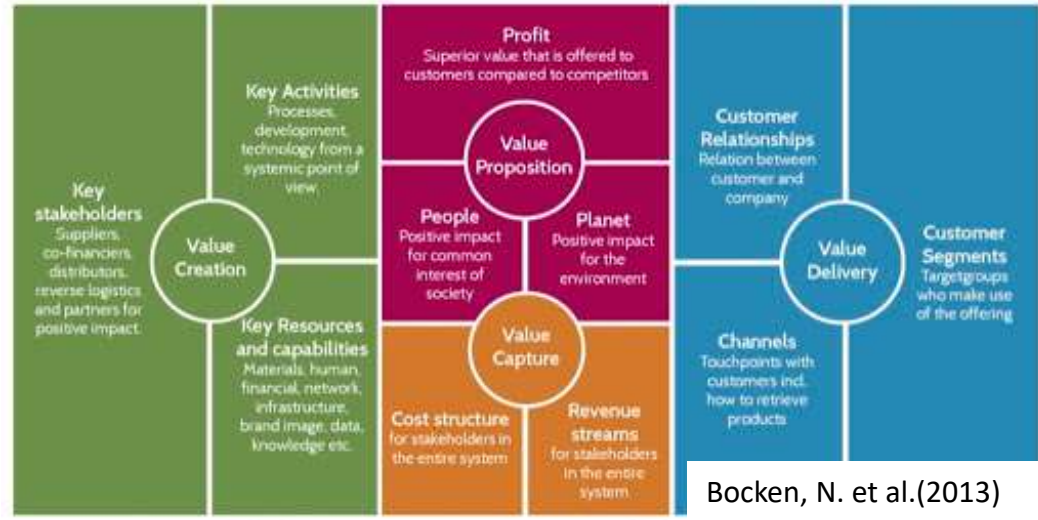 Key
stakeholders
Suppliers,
co-financiers,
distributors,
reverse logistics
and partners for
positive impact.
Value
Creation
Key Activities
Processes,
development,
technology from a
systemic point of
view
Key Resources
and capabilities
Materials, human,
financial, network,
infrastructure,
brand image, data,
knowledge etc.
Profit
Superior value that is offered to
customers compared to competitors
Value
Proposition
People
Positive impact
for common
interest of
society
Planet
Positive impact
for the
environment
Value
Capture
Cost structure
for stakeholders in
the entire system
Revenue
streams
for stakeholders
in the entire
system
Customer
Relationships
Relation between
customer and
company
Value
Delivery
Channels
Touchpoints with
customers incl.
how to retrieve
products
Customer
Segments
Targetgroups
who make use
of the offering
Bocken, N. et al.(2013)